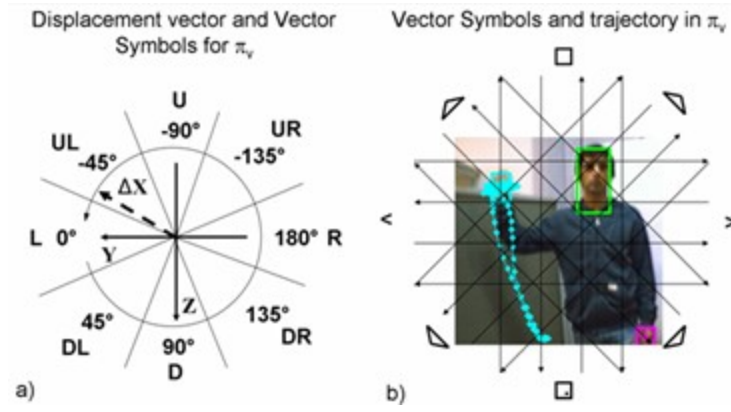 Displacement vector and Vector
Symbols for πv
U
-90°
UL
-45°
UR
-135°
ΔX
L 0°
Y
180° R
Z
45°
DL
90°
D
135°
DR
a)
Vector Symbols and trajectory in πv
<
>
b)